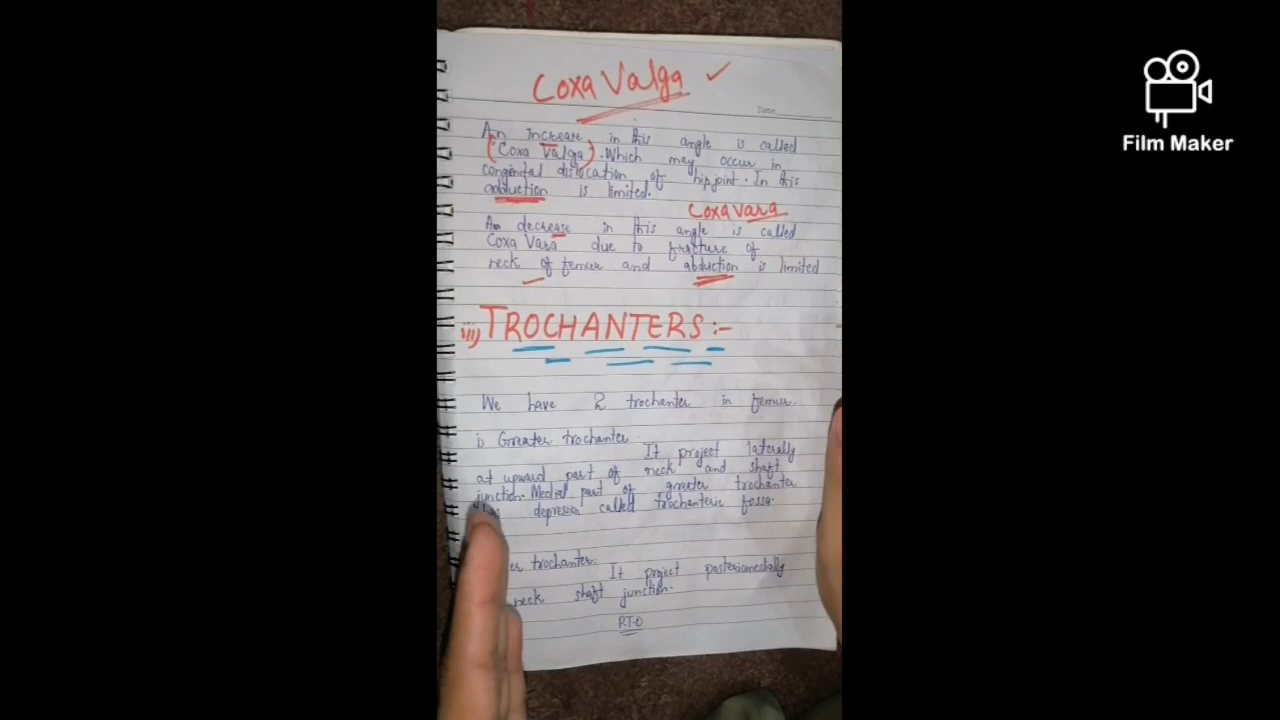 Coxa Valga ✓
Date:
An increase in this angle is called
(Coxa Valga). Which may occur in
congenital dislocation of hip joint. In this
abduction is limited.
Coxa Vara
An decrease in this angle is called
Coxa Vara due to fracture of
neck of femur and abduction is limited
iii) TROCHANTERS :-
We have 2 trochanter in femur.
i) Greater trochanter
It project laterally
at upward part of neck and shaft
junction. Medial part of greater trochanter
depression called trochanteric fossa.
er trochanter.
It project posteriomedially
neck shaft junction.
P.T.O
Film Maker